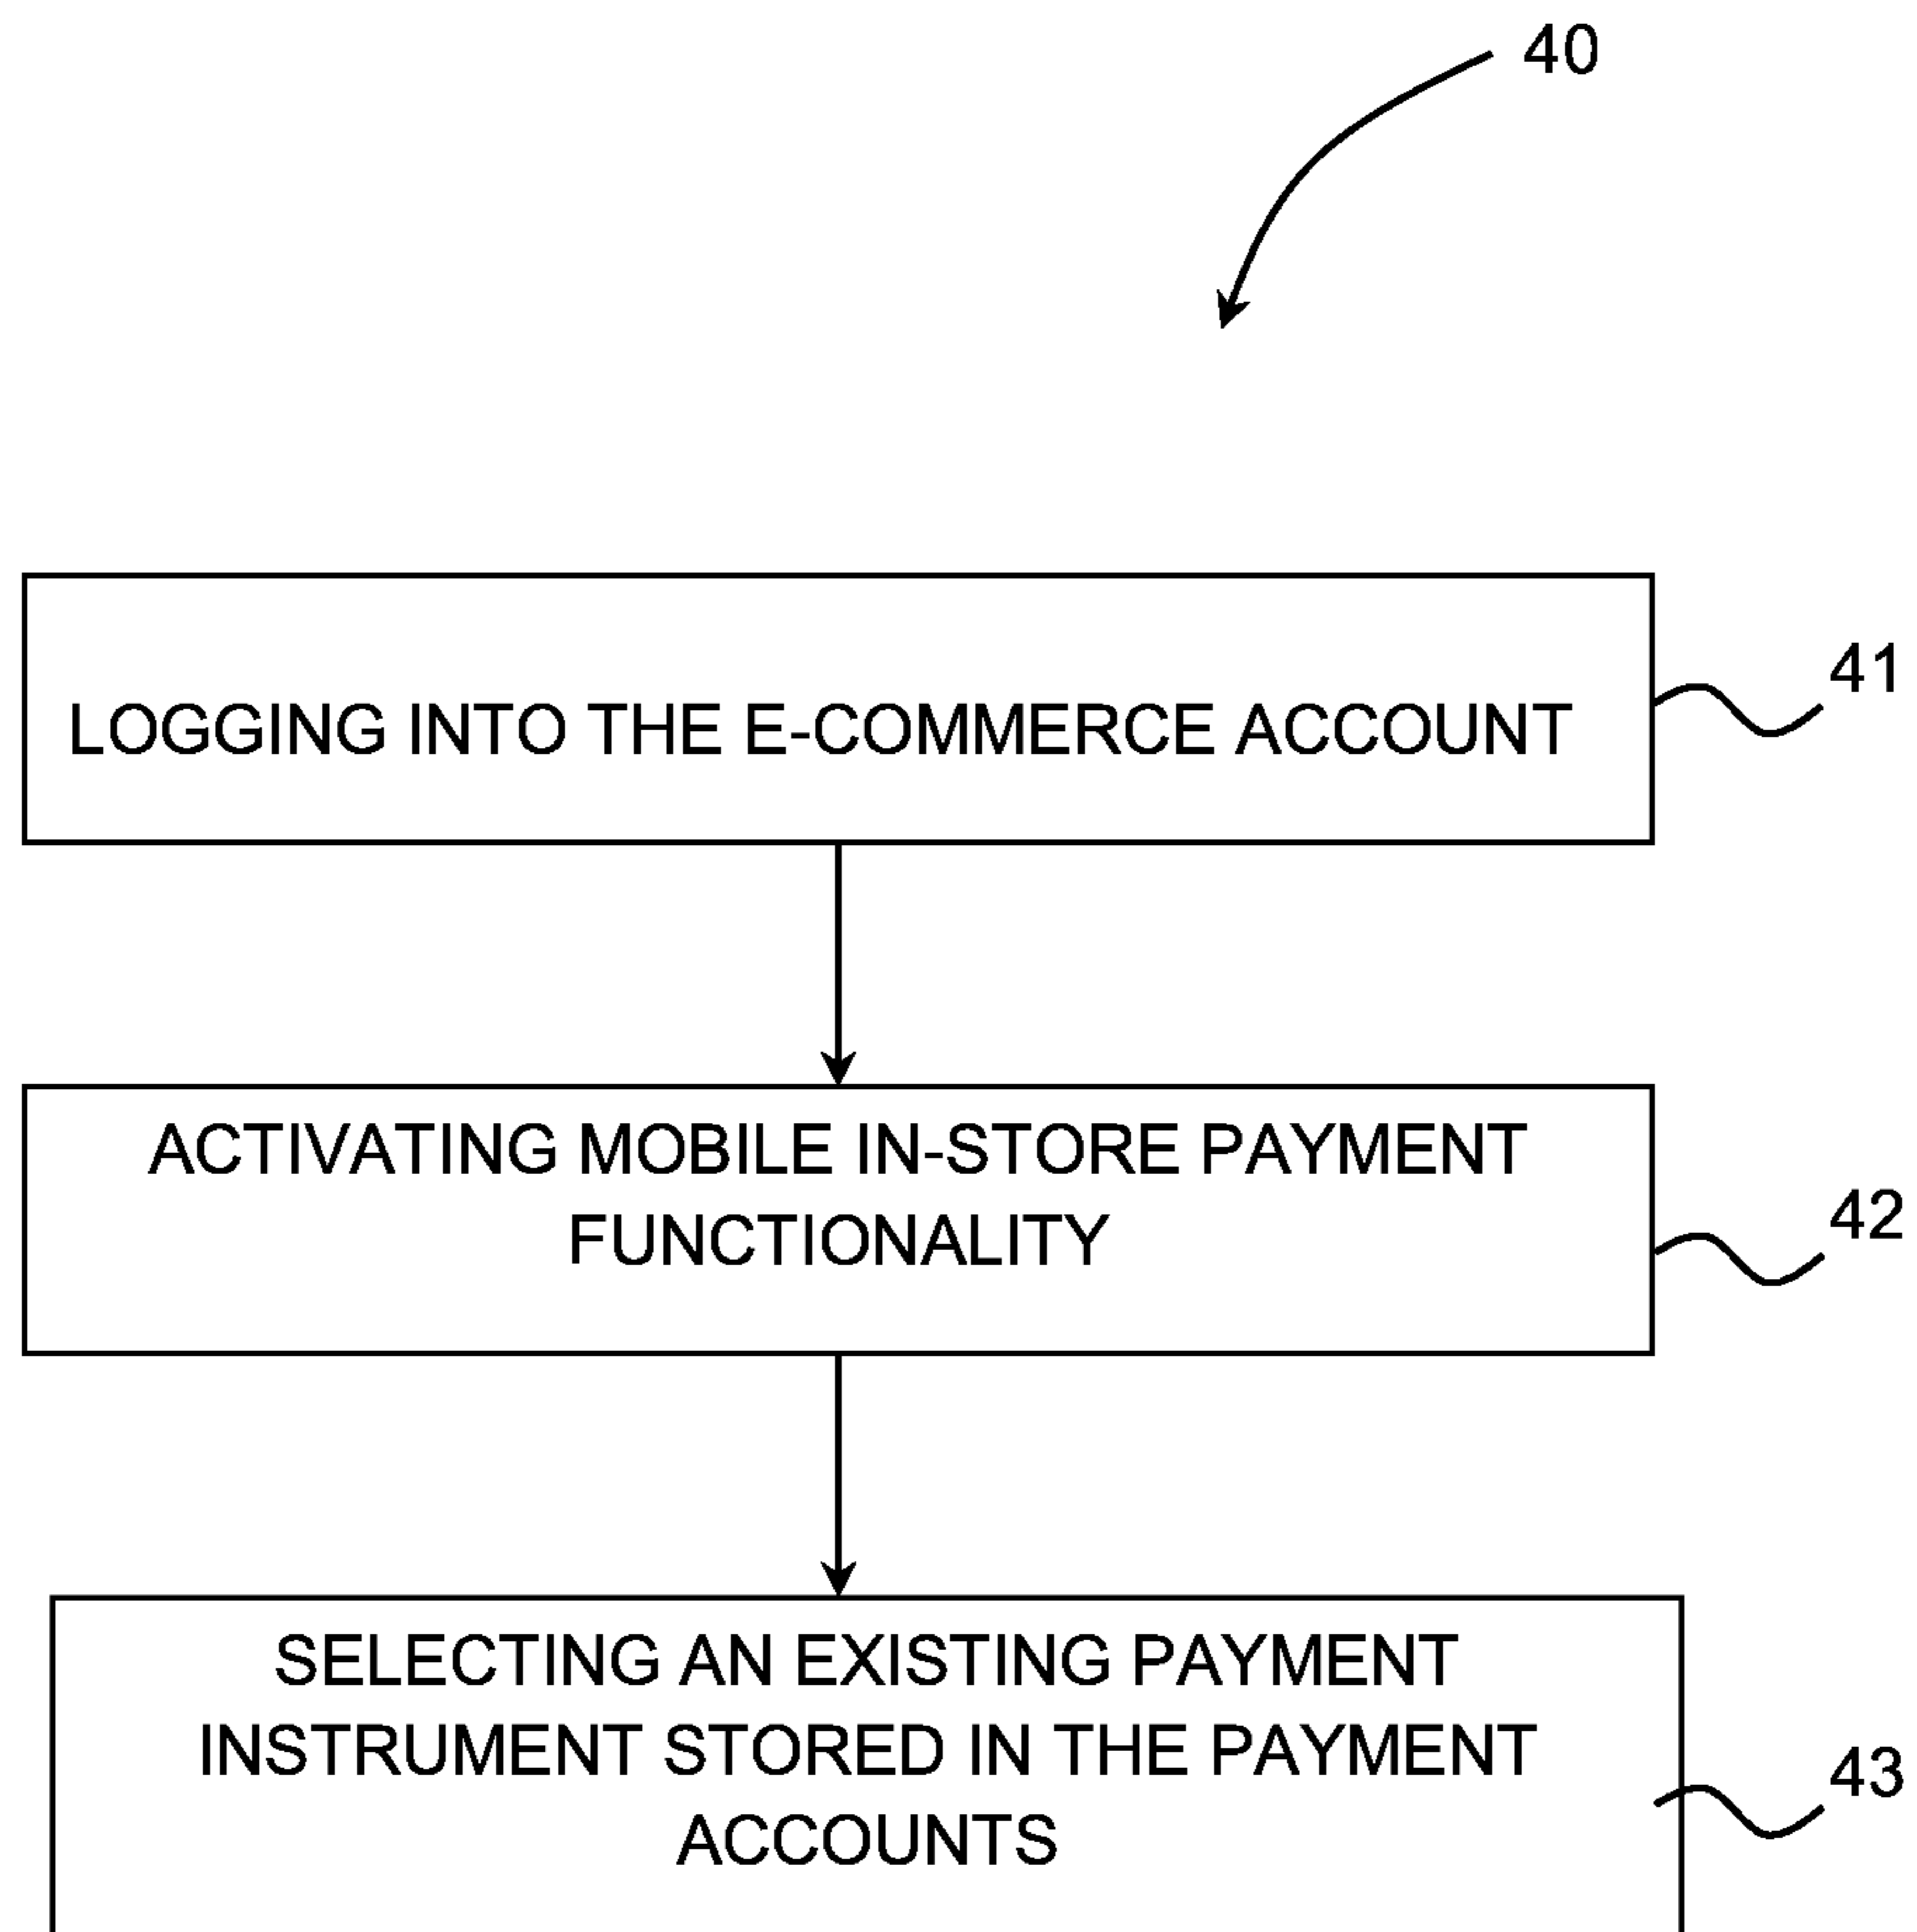 40
LOGGING INTO THE E-COMMERCE ACCOUNT
41
ACTIVATING MOBILE IN-STORE PAYMENT
FUNCTIONALITY
42
SELECTING AN EXISTING PAYMENT
INSTRUMENT STORED IN THE PAYMENT
ACCOUNTS
43